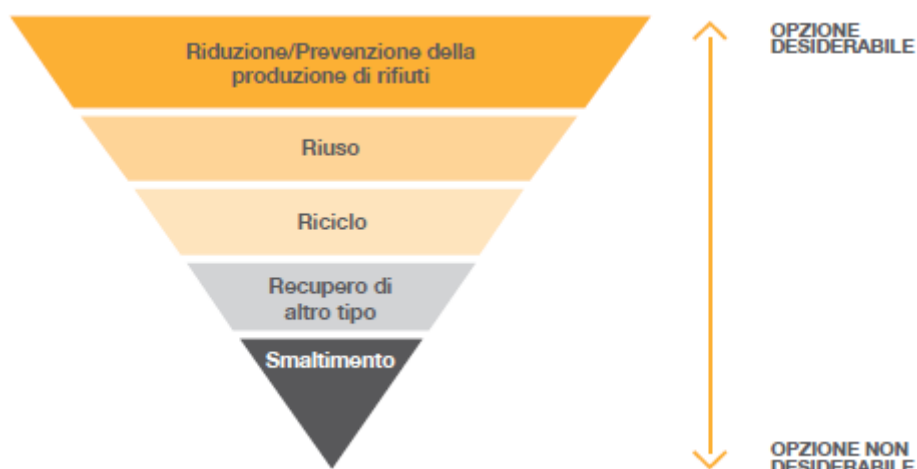 Riduzione/Prevenzione della
produzione di rifiuti
Riuso
Riciclo
Recupero di
altro tipo
Smaltimento
OPZIONE
DESIDERABILE
OPZIONE NON
DESIDERABILE